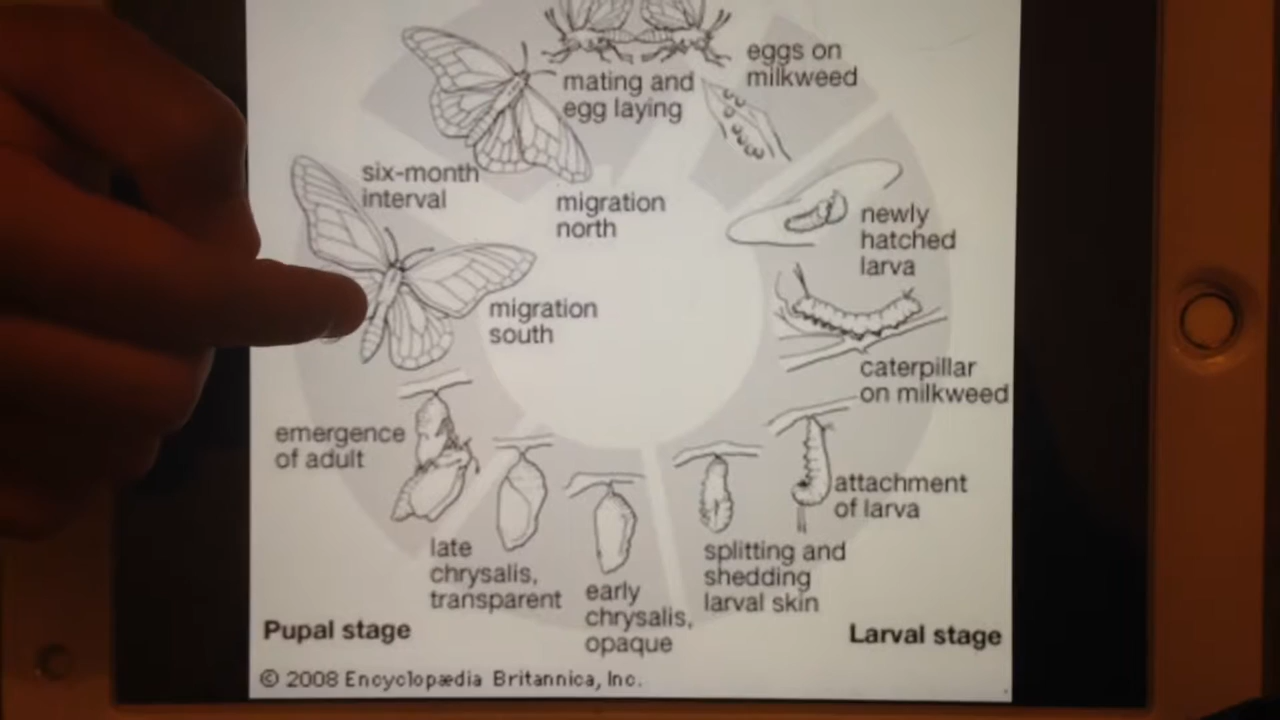 mating and
egg laying
eggs on
milkweed
six-month
interval
migration
north
newly
hatched
larva
migration
south
caterpillar
on milkweed
emergence
of adult
attachment
of larva
late
chrysalis,
transparent
early
chrysalis,
opaque
splitting and
shedding
larval skin
Pupal stage
Larval stage
© 2008 Encyclopædia Britannica, Inc.